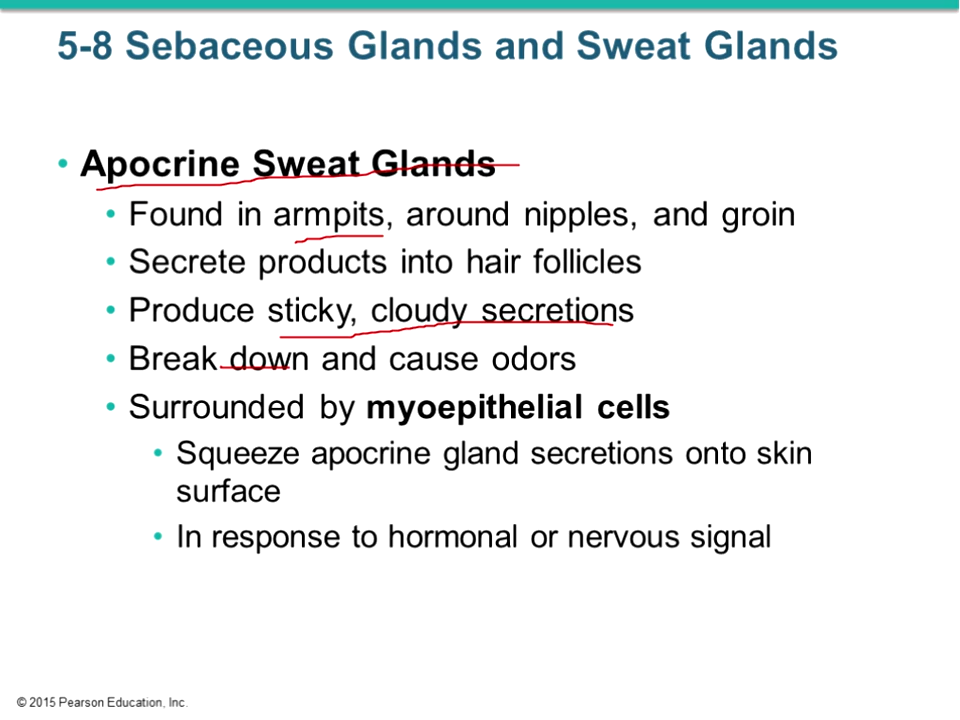 5-8 Sebaceous Glands and Sweat Glands
• Apocrine Sweat Glands
• Found in armpits, around nipples, and groin
• Secrete products into hair follicles
• Produce sticky, cloudy secretions
• Break down and cause odors
• Surrounded by myoepithelial cells
• Squeeze apocrine gland secretions onto skin
surface
• In response to hormonal or nervous signal
© 2015 Pearson Education, Inc.